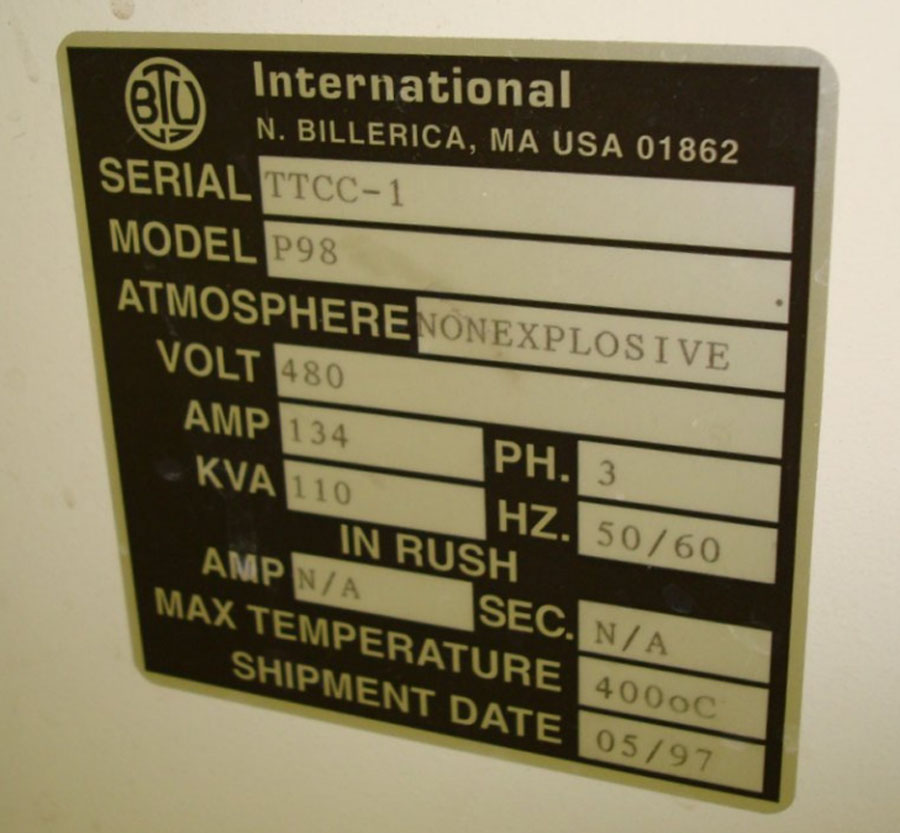 BTU International
N. BILLERICA, MA USA 01862
SERIAL TTCC-1
MODEL P98
ATMOSPHERE NONEXPLOSIVE
VOLT 480
AMP 134 PH. 3
KVA 110 HZ. 50/60
IN RUSH
AMP N/A SEC. N/A
MAX TEMPERATURE 400oC
SHIPMENT DATE 05/97